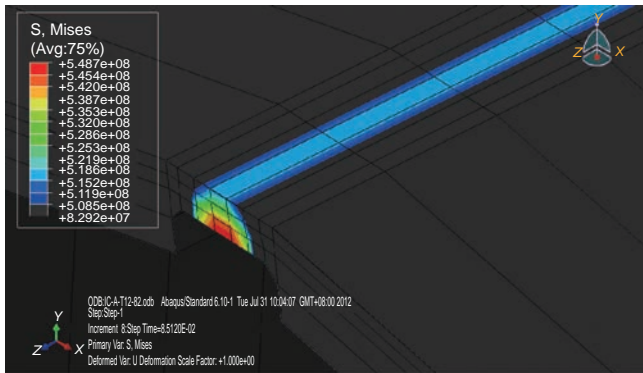 S, Mises
(Avg:75%)
+5.487e+08
+5.454e+08
+5.420e+08
+5.387e+08
+5.353e+08
+5.320e+08
+5.286e+08
+5.253e+08
+5.219e+08
+5.186e+08
+5.152e+08
+5.119e+08
+5.085e+08
+8.292e+07
Y
Z X
ODB:IC-A-T12-82.odb Abaqus/Standard 6.10-1 Tue Jul 31 10:04:07 GMT+08:00 2012
Step:Step-1
Increment 8:Step Time=8.5120E-02
Primary Var: S, Mises
Deformed Var: U Deformation Scale Factor: +1.000e+00
Y
Z X